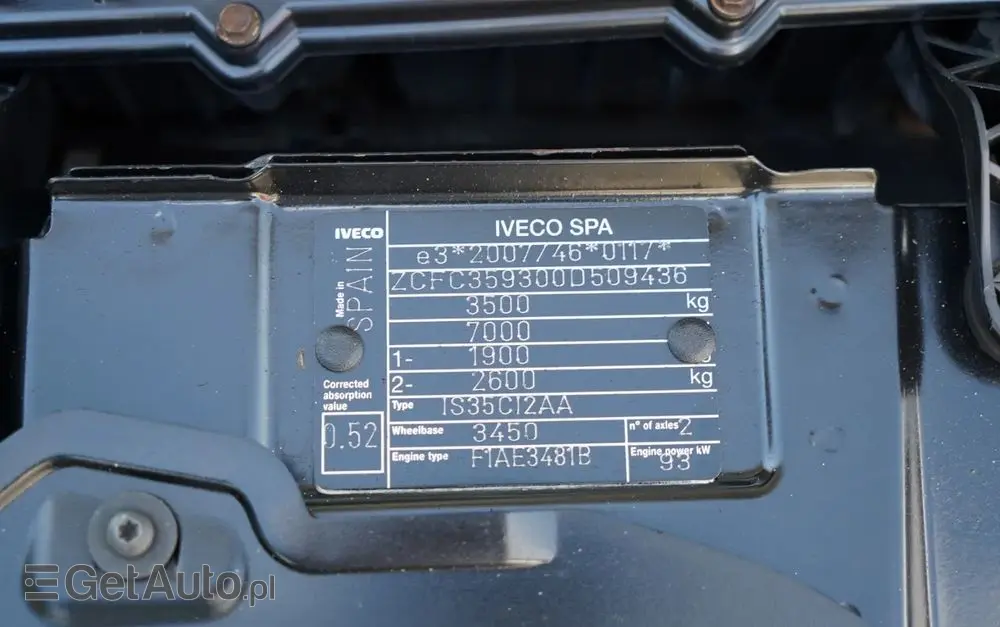 IVECO
IVECO SPA
Made in
SPAIN
e3*2007/46*0117*
ZCFC359300D509436
3500 kg
7000
1- 1900
2- 2600 kg
Corrected
absorption
value
0.52
Type IS35CI2AA
Wheelbase 3450
n° of axles 2
Engine type F1AE3481B
Engine power kW
93
GetAuto.pl